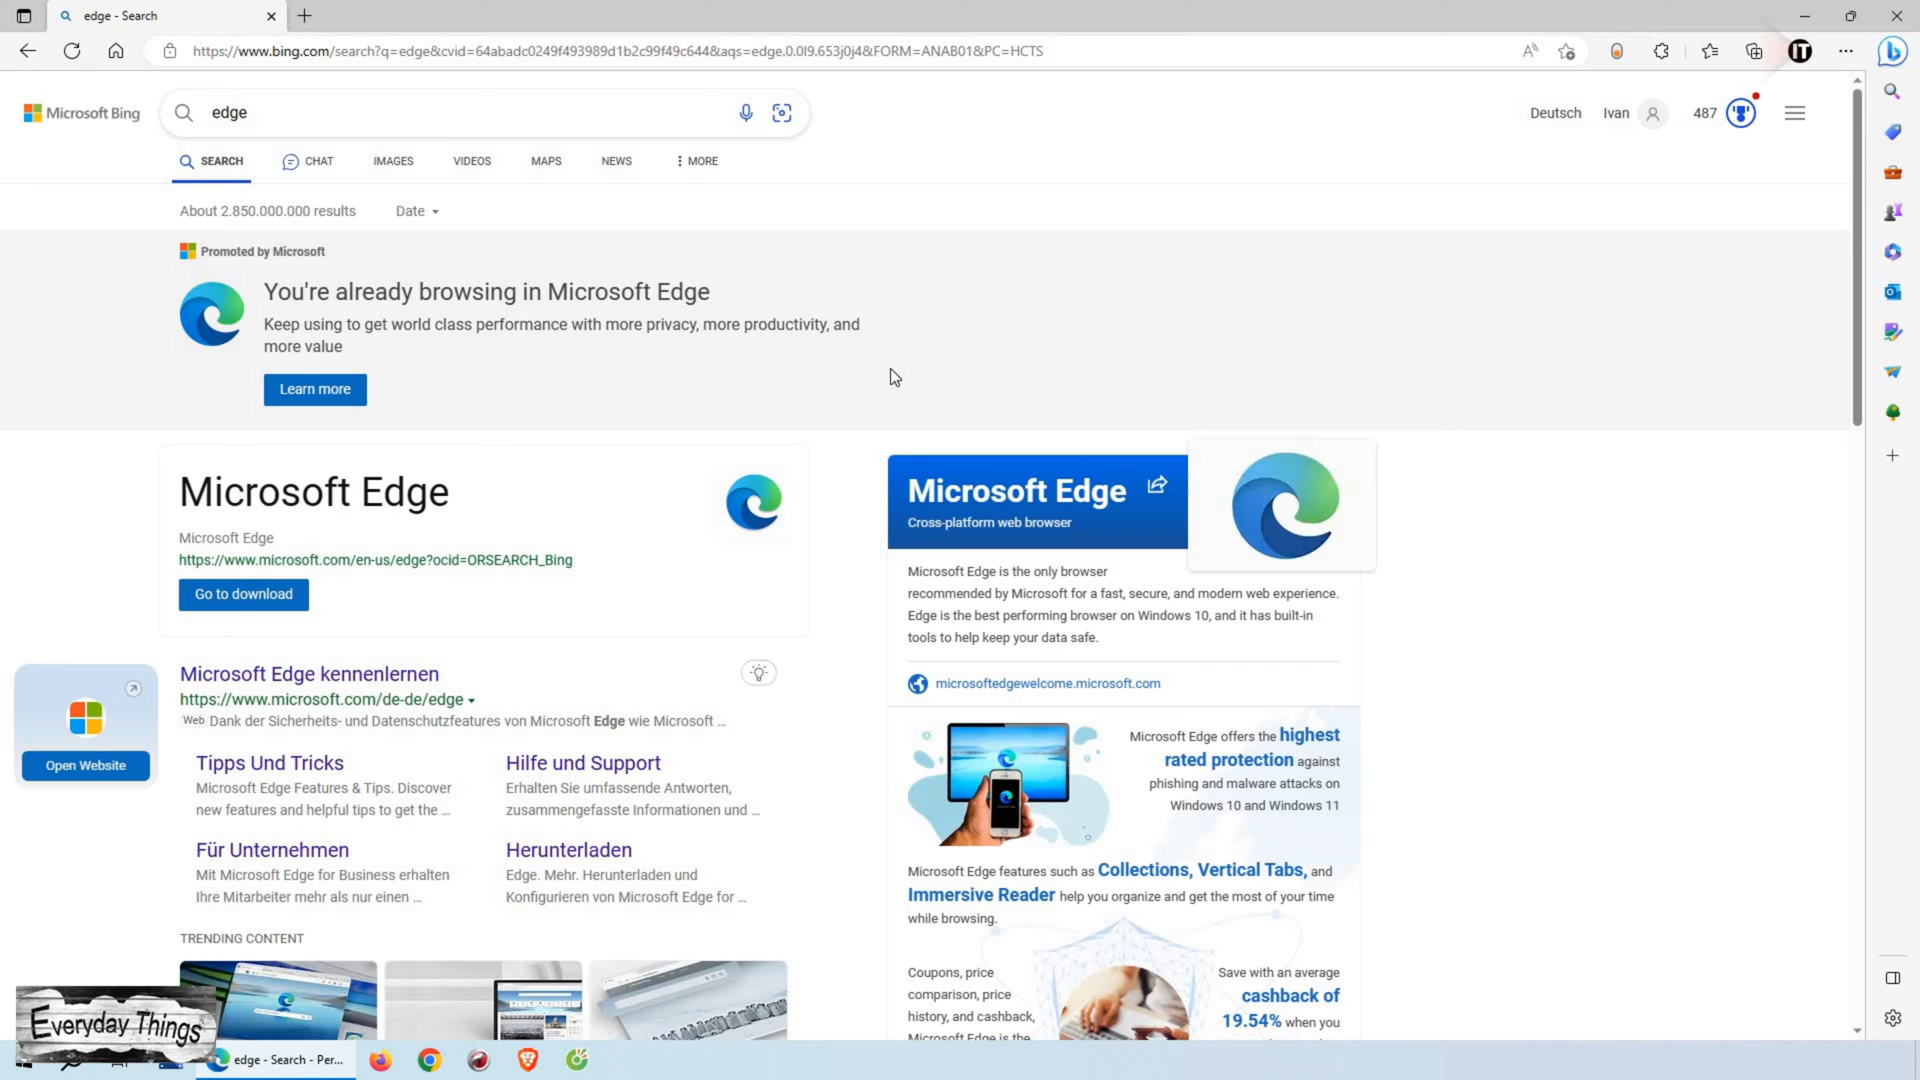 edge - Search
https://www.bing.com/search?q=edge&cvid=64abadc0249f493989d1b2c99f49c644&aqs=edge.0.0l9.653j0j4&FORM=ANAB01&PC=HCTS
IT
Microsoft Bing
edge
Deutsch
Ivan
487
SEARCH
CHAT
IMAGES
VIDEOS
MAPS
NEWS
MORE
About 2.850.000.000 results
Date
Promoted by Microsoft
You're already browsing in Microsoft Edge
Keep using to get world class performance with more privacy, more productivity, and
more value
Learn more
Microsoft Edge
Microsoft Edge
https://www.microsoft.com/en-us/edge?ocid=ORSEARCH_Bing
Go to download
Open Website
Microsoft Edge kennenlernen
https://www.microsoft.com/de-de/edge
Web Dank der Sicherheits- und Datenschutzfeatures von Microsoft Edge wie Microsoft ...
Tipps Und Tricks
Microsoft Edge Features & Tips. Discover
new features and helpful tips to get the ...
Hilfe und Support
Erhalten Sie umfassende Antworten,
zusammengefasste Informationen und ...
Für Unternehmen
Mit Microsoft Edge for Business erhalten
Ihre Mitarbeiter mehr als nur einen ...
Herunterladen
Edge. Mehr. Herunterladen und
Konfigurieren von Microsoft Edge for ...
TRENDING CONTENT
Microsoft Edge
Cross-platform web browser
Microsoft Edge is the only browser
recommended by Microsoft for a fast, secure, and modern web experience.
Edge is the best performing browser on Windows 10, and it has built-in
tools to help keep your data safe.
microsoftedgewelcome.microsoft.com
Microsoft Edge offers the highest
rated protection against
phishing and malware attacks on
Windows 10 and Windows 11
Microsoft Edge features such as Collections, Vertical Tabs, and
Immersive Reader help you organize and get the most of your time
while browsing.
Coupons, price
comparison, price
history, and cashback,
Microsoft Edge is the
Save with an average
cashback of
19.54% when you
Everyday Things
edge - Search - Per...